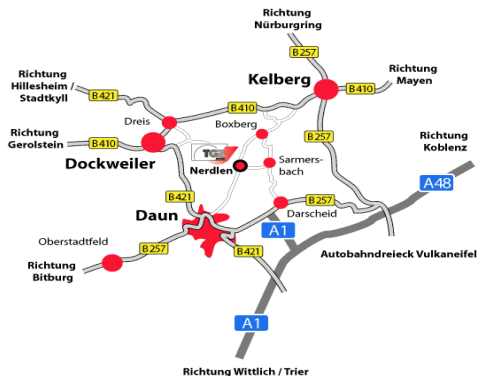 Richtung
Nürburgring
B257
Kelberg
Richtung
Hillesheim /
Stadtkyll
B421
B410
B410
Richtung
Mayen
Dreis
Boxberg
B257
Richtung
Gerolstein
B410
Dockweiler
TG
Nerdlen
Sarmers-
bach
Richtung
Koblenz
A48
B421
B257
Daun
Darscheid
A1
Oberstadtfeld
B257
B421
Autobahndreieck Vulkaneifel
Richtung
Bitburg
A1
Richtung Wittlich / Trier